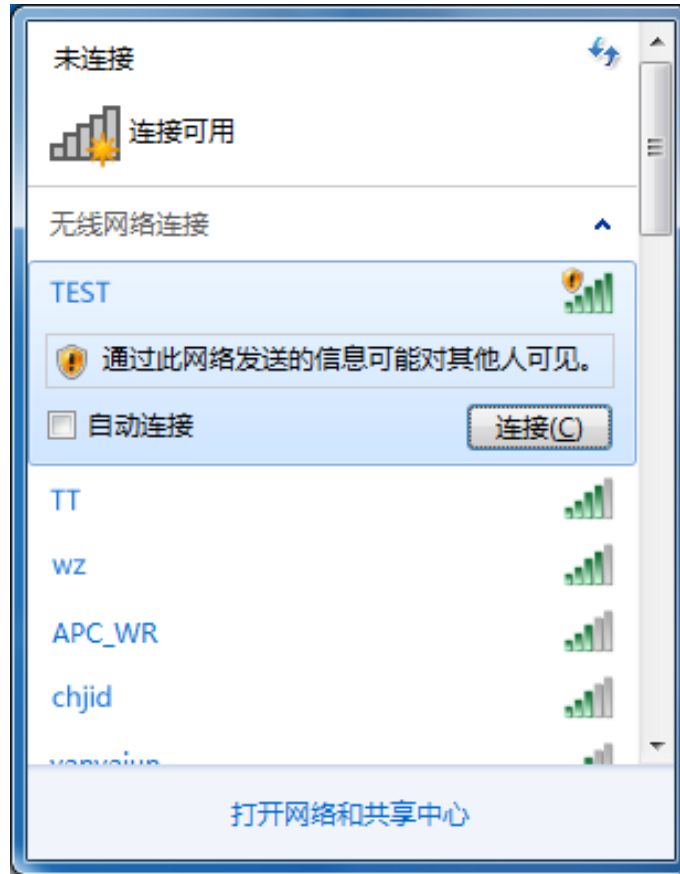 未连接
连接可用
无线网络连接
TEST
通过此网络发送的信息可能对其他人可见。
自动连接
连接(C)
TT
wz
APC_WR
chjid
打开网络和共享中心